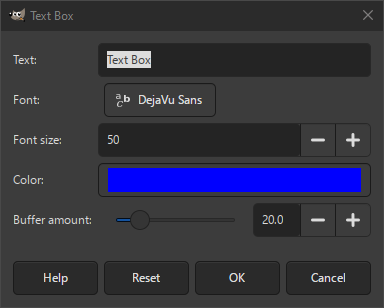 Text Box
Text: Text Box
Font: DejaVu Sans
Font size: 50
Color:
Buffer amount: 20.0
Help Reset OK Cancel